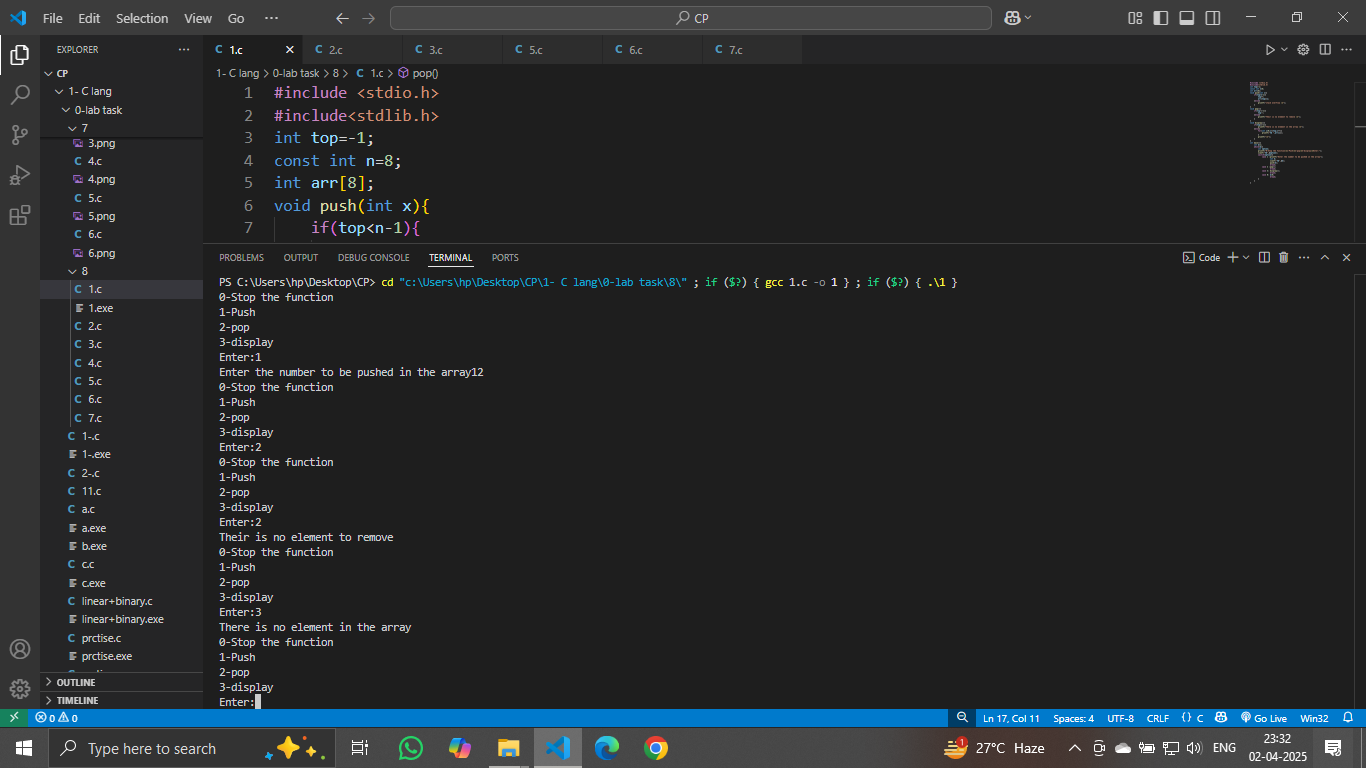 File Edit Selection View Go ··· CP
EXPLORER ···
CP
1- C lang
0-lab task
7
3.png
C 4.c
4.png
C 5.c
5.png
C 6.c
6.png
8
C 1.c
1.exe
C 2.c
C 3.c
C 4.c
C 5.c
C 6.c
C 7.c
C 1-.c
1-.exe
C 2-.c
C 11.c
C a.c
a.exe
b.exe
C c.c
c.exe
C linear+binary.c
linear+binary.exe
C prctise.c
prctise.exe
OUTLINE
TIMELINE
C 1.c C 2.c C 3.c C 5.c C 6.c C 7.c
1- C lang > 0-lab task > 8 > C 1.c > pop()
1 #include <stdio.h>
2 #include<stdlib.h>
3 int top=-1;
4 const int n=8;
5 int arr[8];
6 void push(int x){
7 if(top<n-1){
PROBLEMS OUTPUT DEBUG CONSOLE TERMINAL PORTS Code
PS C:\Users\hp\Desktop\CP> cd "c:\Users\hp\Desktop\CP\1- C lang\0-lab task\8\" ; if ($?) { gcc 1.c -o 1 } ; if ($?) { .\1 }
0-Stop the function
1-Push
2-pop
3-display
Enter:1
Enter the number to be pushed in the array12
0-Stop the function
1-Push
2-pop
3-display
Enter:2
0-Stop the function
1-Push
2-pop
3-display
Enter:2
Their is no element to remove
0-Stop the function
1-Push
2-pop
3-display
Enter:3
There is no element in the array
0-Stop the function
1-Push
2-pop
3-display
Enter:
0 0 Ln 17, Col 11 Spaces: 4 UTF-8 CRLF {} C Go Live Win32
Type here to search 1 27°C Haze ENG 23:32
02-04-2025